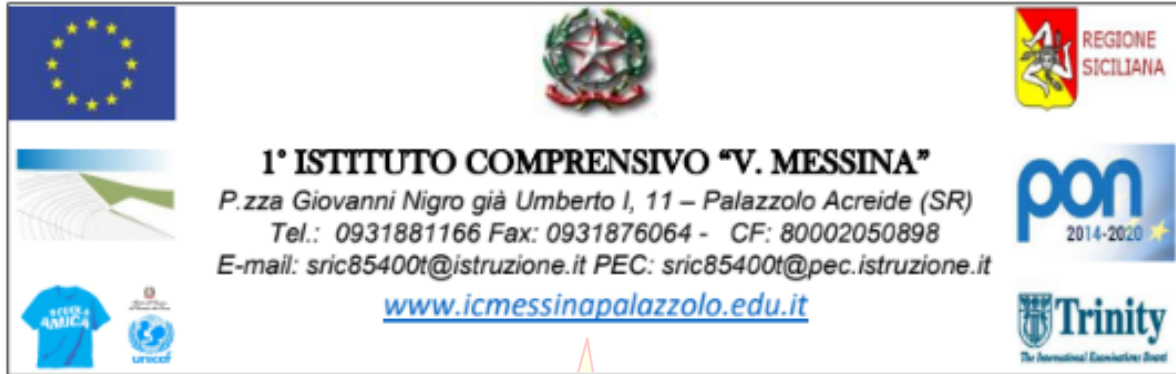 REGIONE
SICILIANA
1° ISTITUTO COMPRENSIVO “V. MESSINA”
P.zza Giovanni Nigro già Umberto I, 11 – Palazzolo Acreide (SR)
Tel.: 0931881166 Fax: 0931876064 - CF: 80002050898
E-mail: sric85400t@istruzione.it PEC: sric85400t@pec.istruzione.it
www.icmessinapalazzolo.edu.it
pon
2014-2020
SCUOLA
AMICA
unicef
Trinity
The International Examinations Board